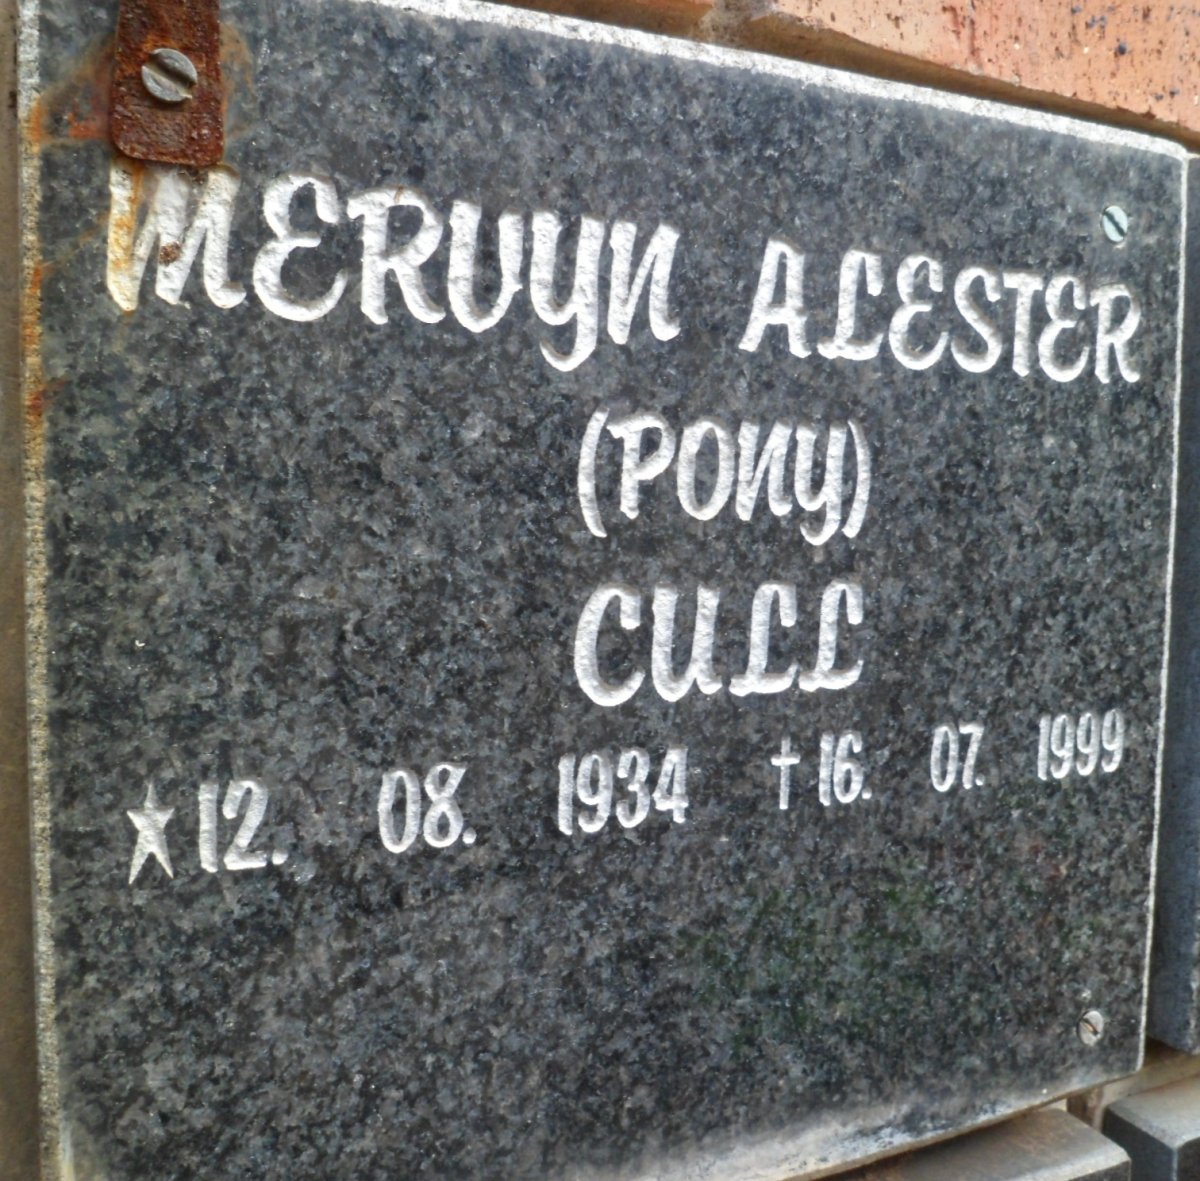 MERVYN ALESTER
(PONY)
CULL
★ 12. 08. 1934 † 16. 07. 1999